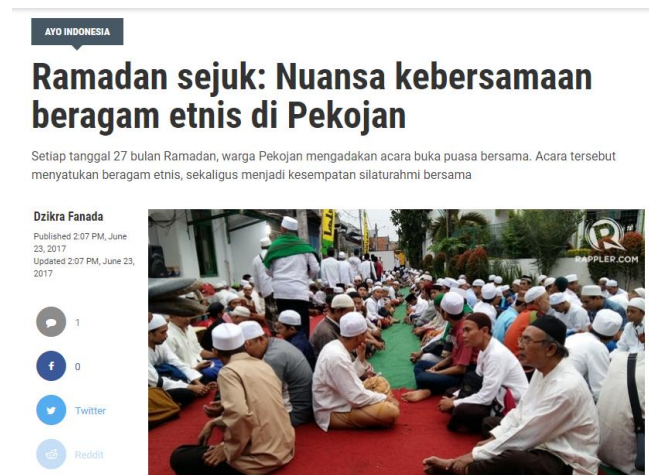 AYO INDONESIA
Ramadan sejuk: Nuansa kebersamaan
beragam etnis di Pekojan
Setiap tanggal 27 bulan Ramadan, warga Pekojan mengadakan acara buka puasa bersama. Acara tersebut
menyatukan beragam etnis, sekaligus menjadi kesempatan silaturahmi bersama
Dzikra Fanada
Published 2:07 PM, June
23, 2017
Updated 2:07 PM, June 23,
2017
1
0
Twitter
Reddit
R
RAPPLER.COM